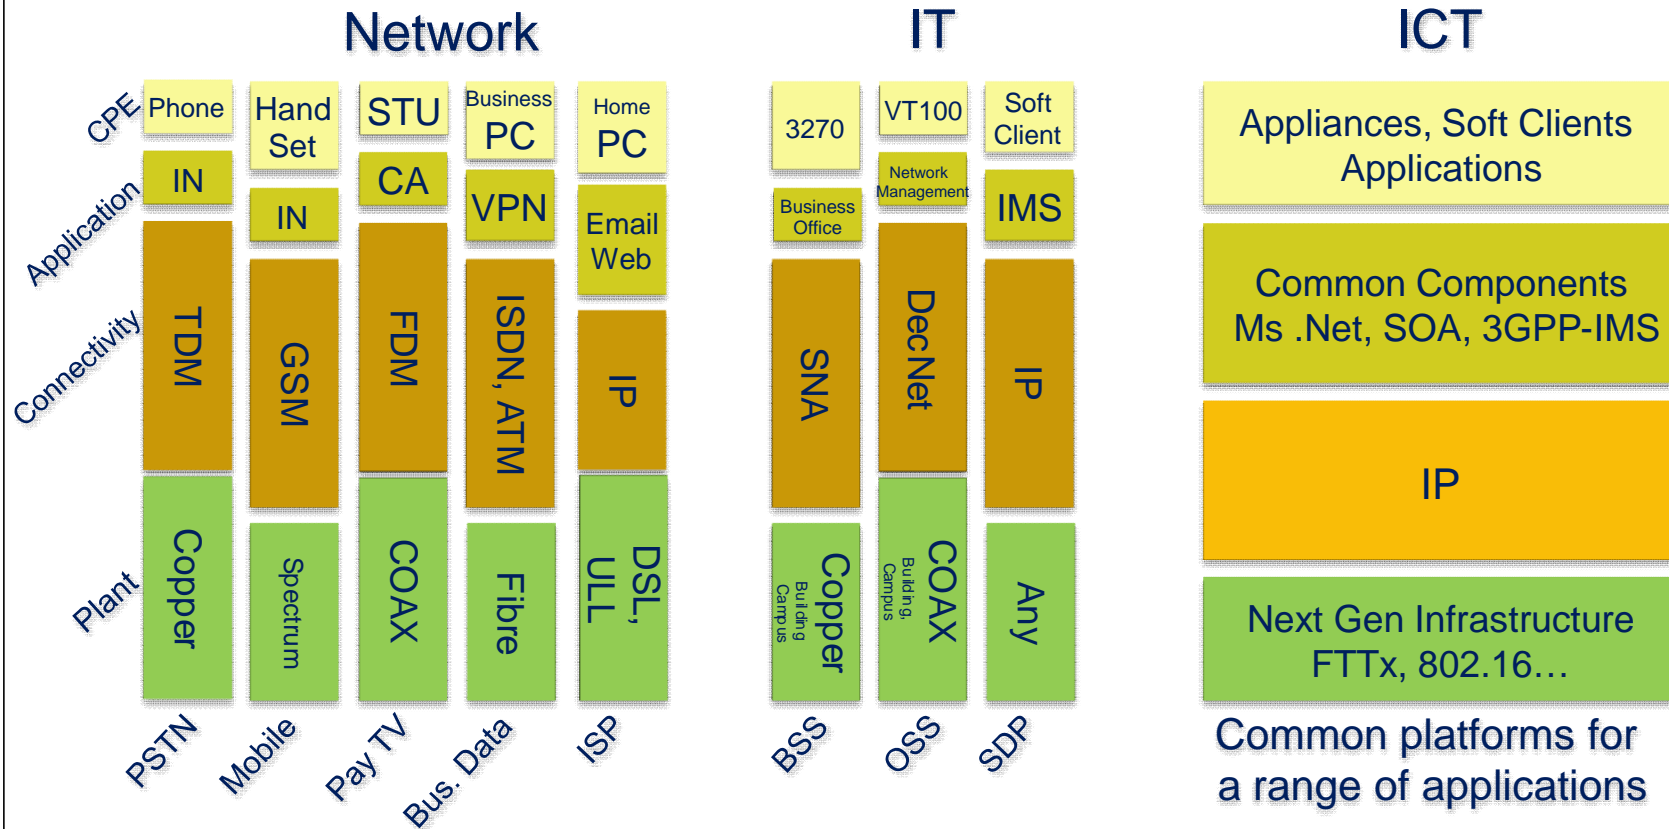 Network
IT
ICT
CPE
Phone
Hand
Set
STU
Business
PC
Home
PC
3270
VT100
Soft
Client
Appliances, Soft Clients
Applications
Application
IN
IN
CA
VPN
Email
Web
Business
Office
Network
Management
IMS
Common Components
Ms .Net, SOA, 3GPP-IMS
Connectivity
TDM
GSM
FDM
ISDN, ATM
IP
SNA
DecNet
IP
IP
Plant
Copper
Spectrum
COAX
Fibre
DSL,
ULL
Copper
Building
Campus
COAX
Building,
Campus
Any
Next Gen Infrastructure
FTTx, 802.16…
PSTN
Mobile
Pay TV
Bus. Data
ISP
BSS
OSS
SDP
Common platforms for
a range of applications